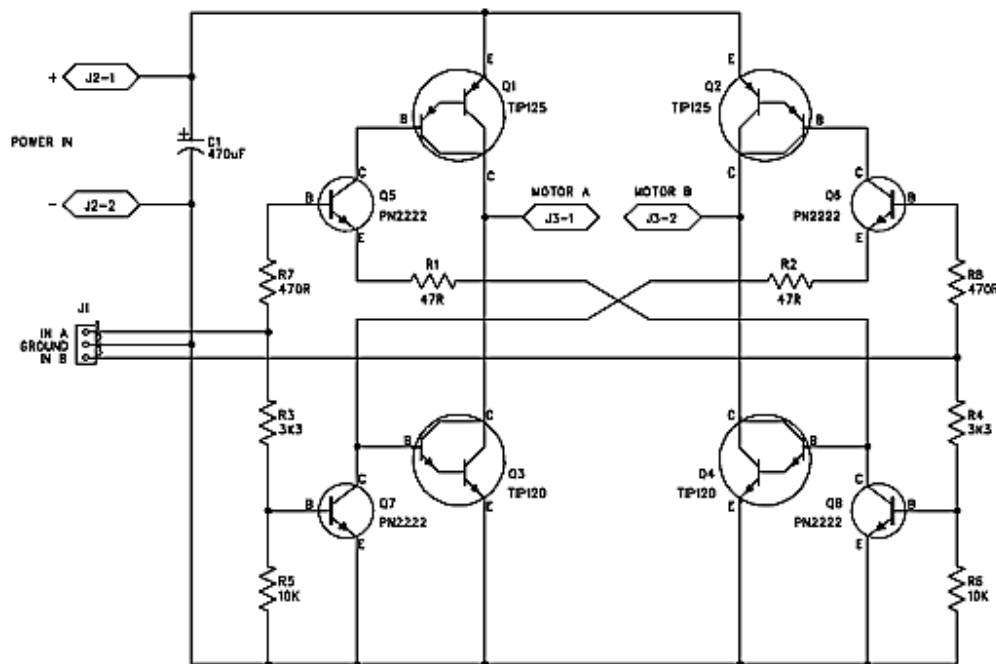 + J2-1
POWER IN
C1
470uF
- J2-2
E
Q1
TIP125
B
C
E
Q2
TIP125
B
C
C
Q5
PN2222
B
E
MOTOR A
J3-1
MOTOR B
J3-2
C
Q6
PN2222
B
E
R7
470R
R1
47R
R2
47R
R8
470R
J1
IN A
GROUND
IN B
R3
3K3
R4
3K3
C
B
Q3
TIP120
E
C
B
Q4
TIP120
E
C
B
Q7
PN2222
E
C
Q8
PN2222
B
E
R5
10K
R6
10K